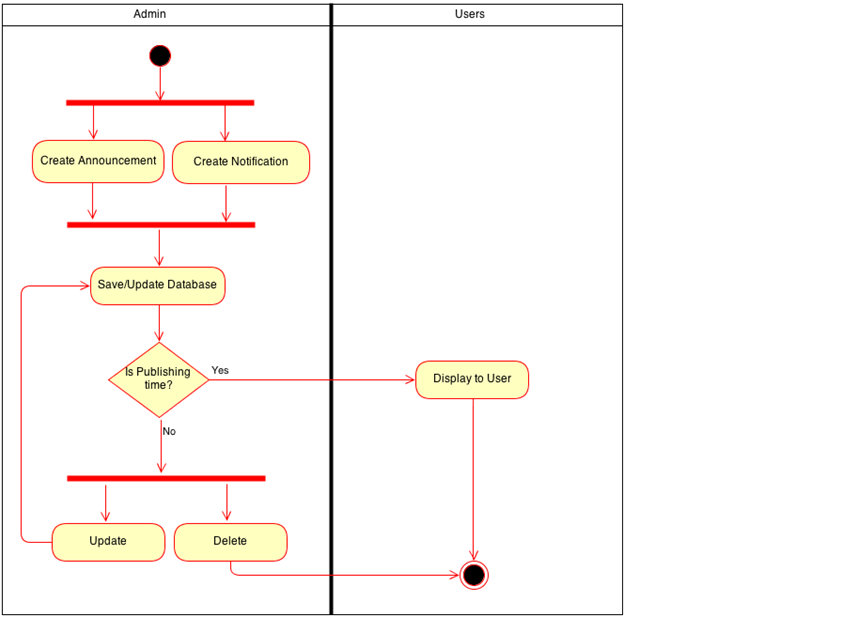 Admin
Users
Create Announcement
Create Notification
Save/Update Database
Is Publishing
time?
Yes
Display to User
No
Update
Delete